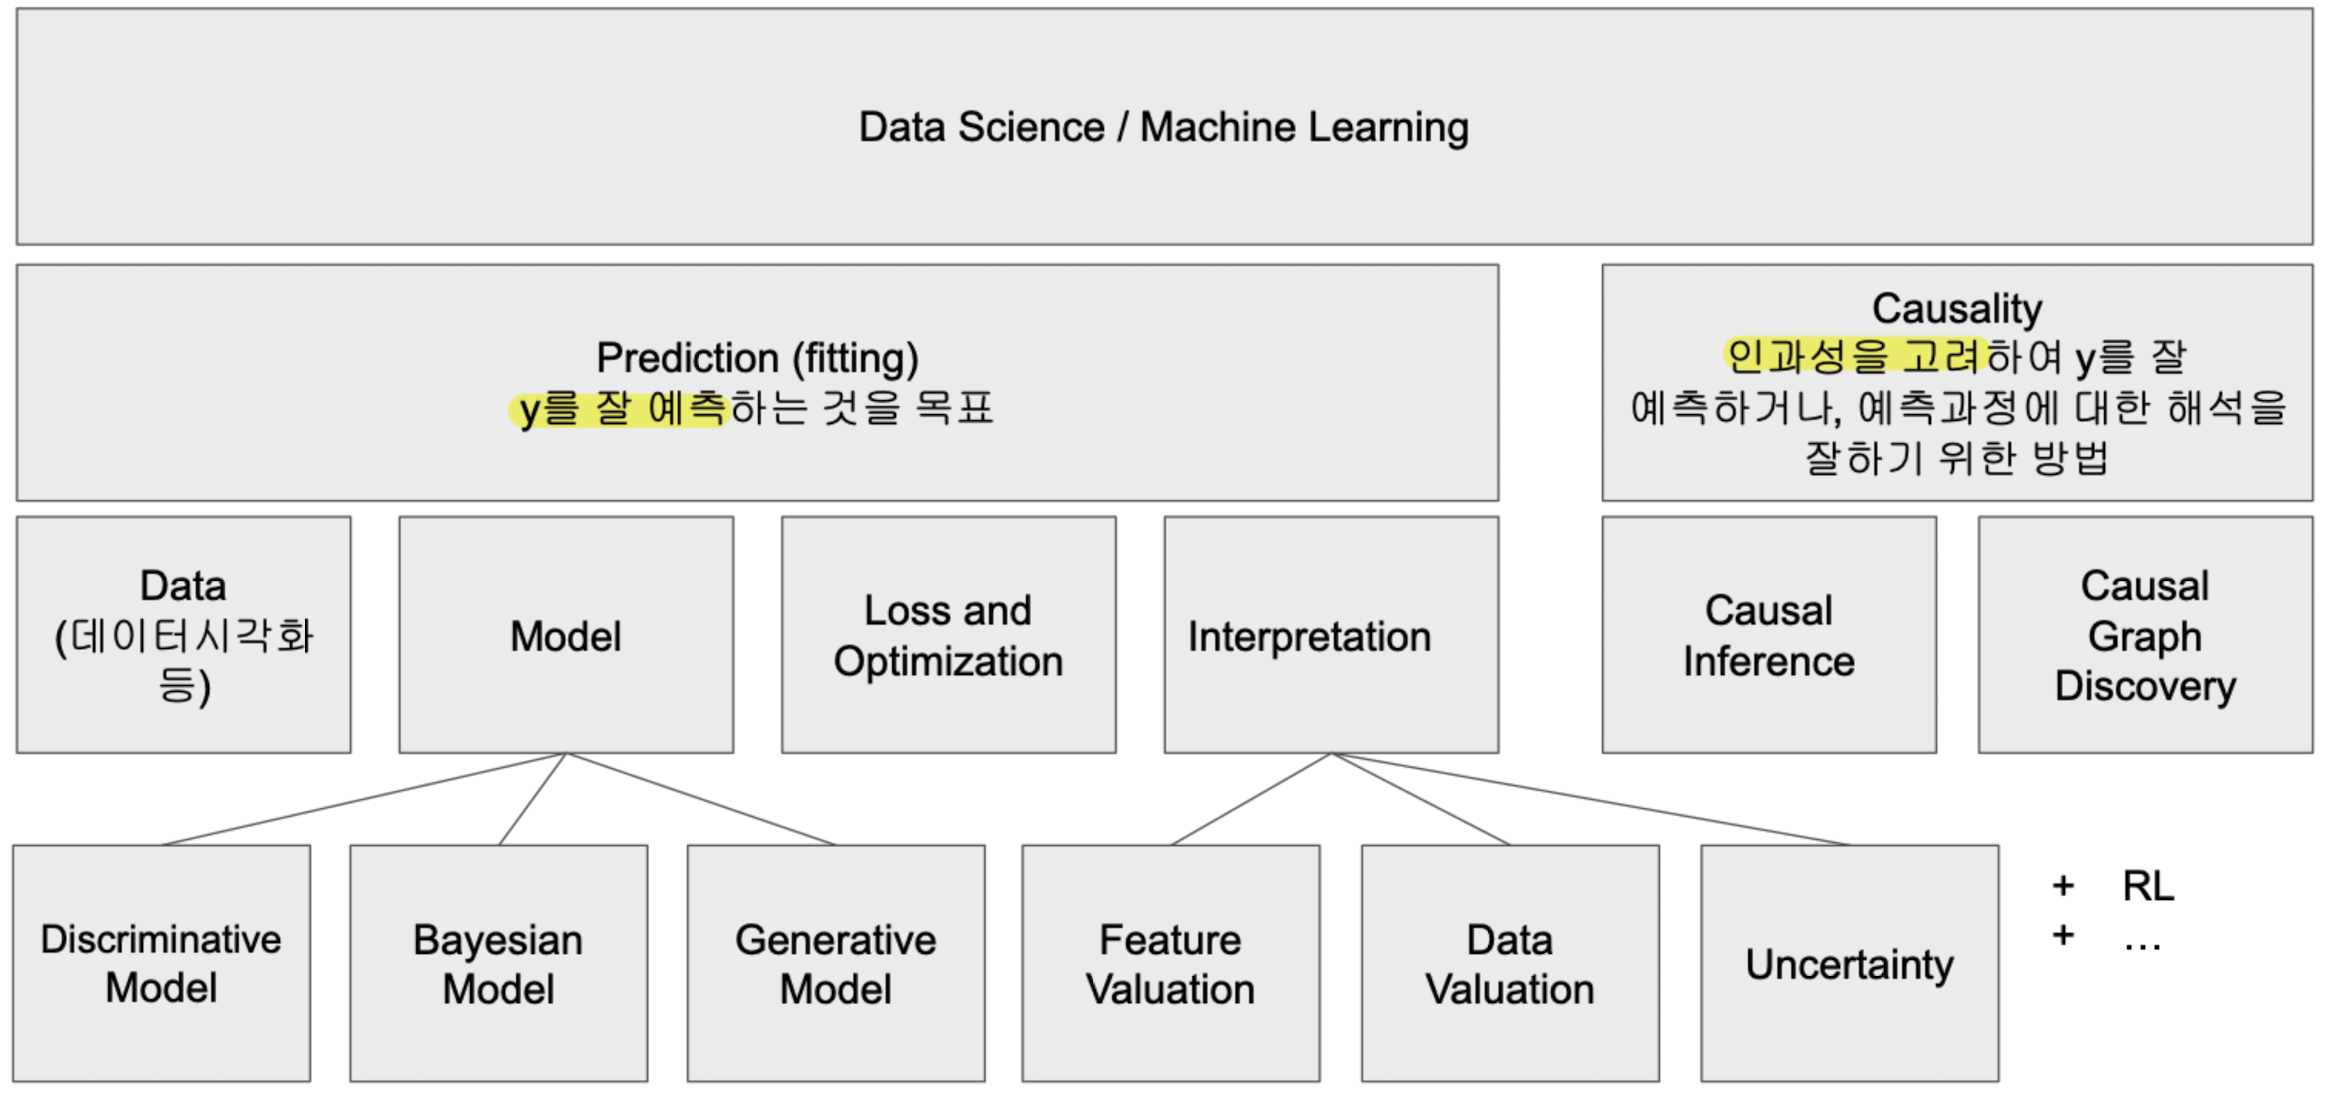 Data Science / Machine Learning
Prediction (fitting)
y를 잘 예측하는 것을 목표
Causality
인과성을 고려하여 y를 잘
예측하거나, 예측과정에 대한 해석을
잘하기 위한 방법
Data
(데이터시각화
등)
Model
Loss and
Optimization
Interpretation
Causal
Inference
Causal
Graph
Discovery
Discriminative
Model
Bayesian
Model
Generative
Model
Feature
Valuation
Data
Valuation
Uncertainty
+ RL
+ ...